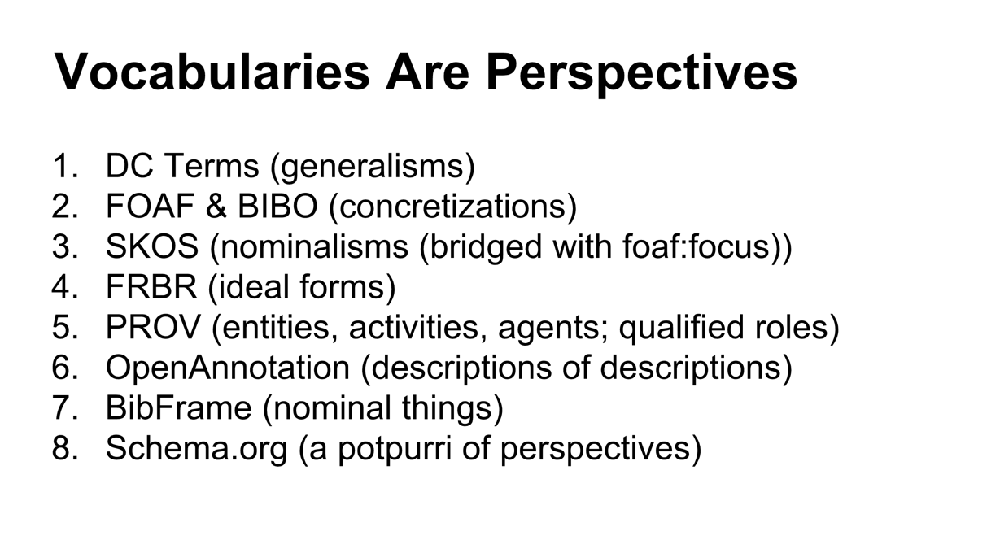 Vocabularies Are Perspectives
1. DC Terms (generalisms)
2. FOAF & BIBO (concretizations)
3. SKOS (nominalisms (bridged with foaf:focus))
4. FRBR (ideal forms)
5. PROV (entities, activities, agents; qualified roles)
6. OpenAnnotation (descriptions of descriptions)
7. BibFrame (nominal things)
8. Schema.org (a potpurri of perspectives)